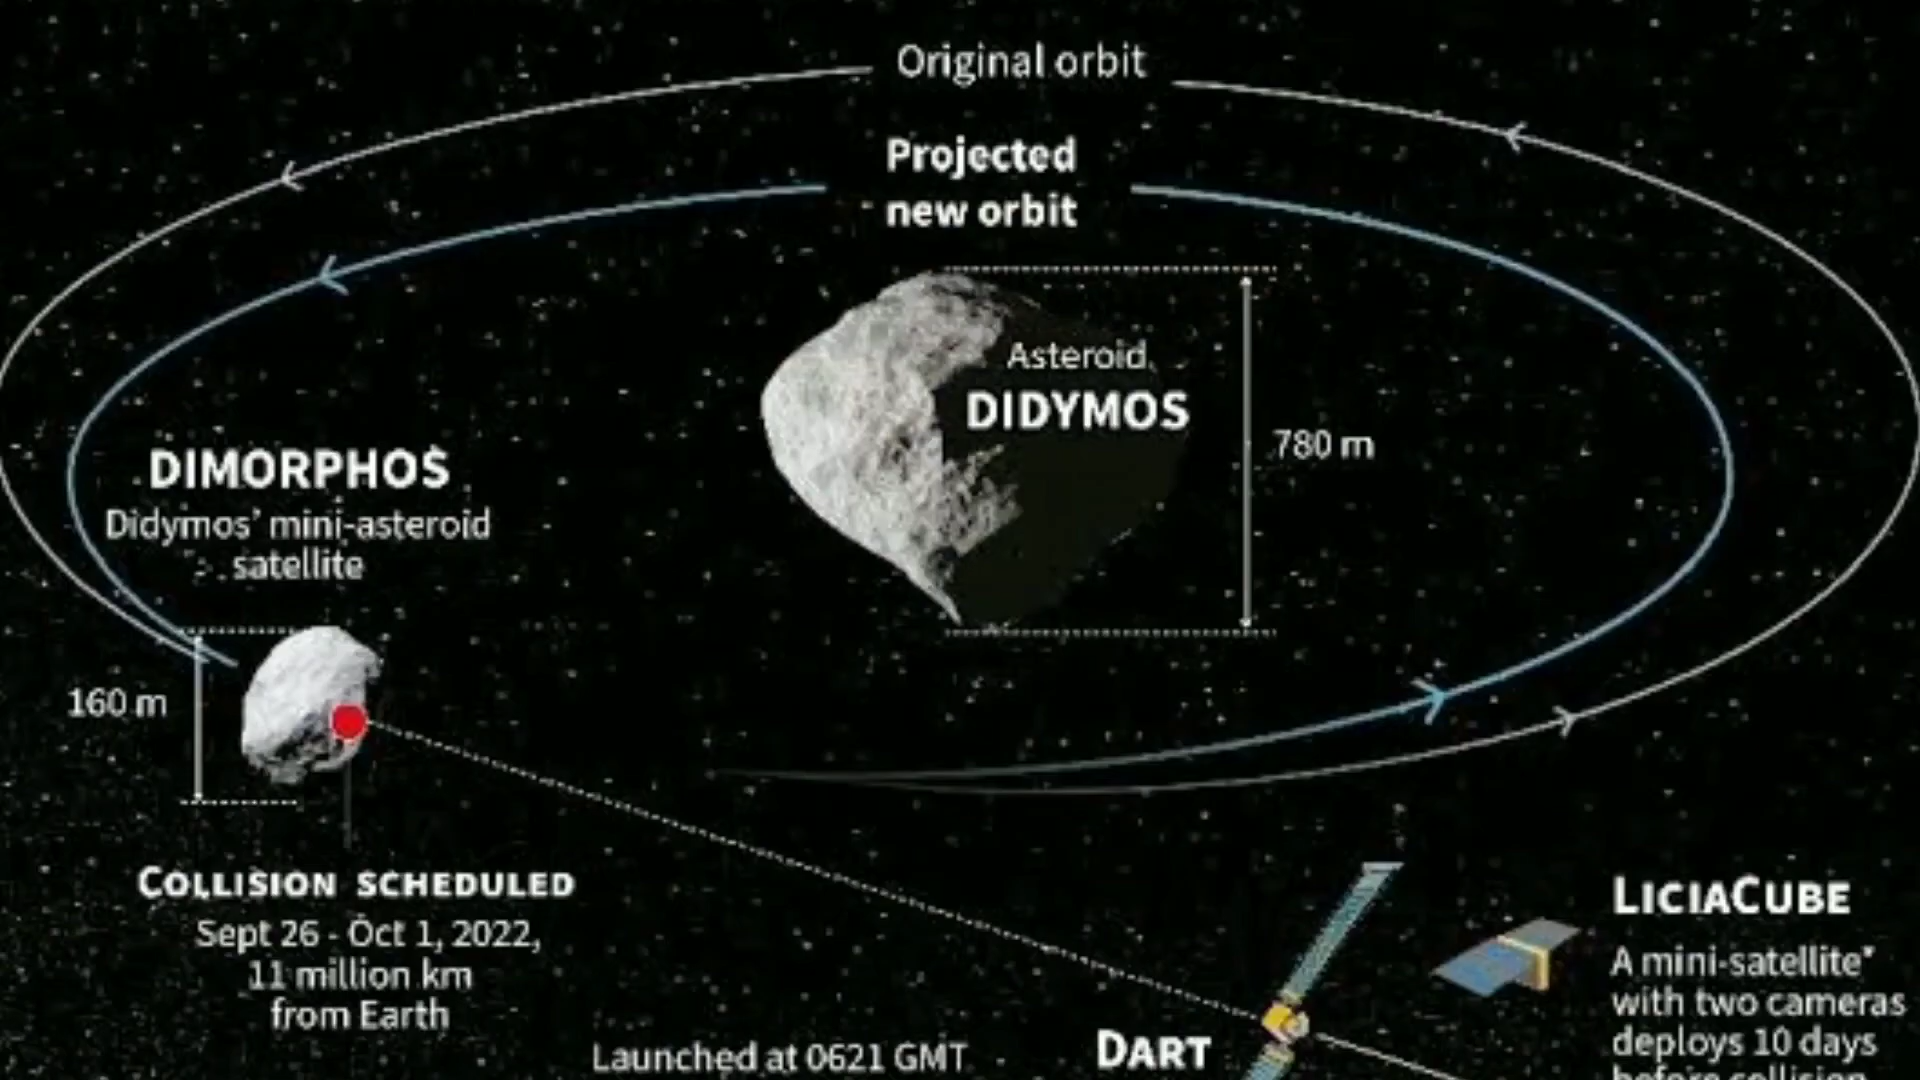 Original orbit
Projected
new orbit
Asteroid
DIDYMOS
780 m
DIMORPHOS
Didymos' mini-asteroid
satellite
160 m
COLLISION SCHEDULED
Sept 26 - Oct 1, 2022,
11 million km
from Earth
Launched at 0621 GMT
DART
LICIACUBE
A mini-satellite*
with two cameras
deploys 10 days
before collision